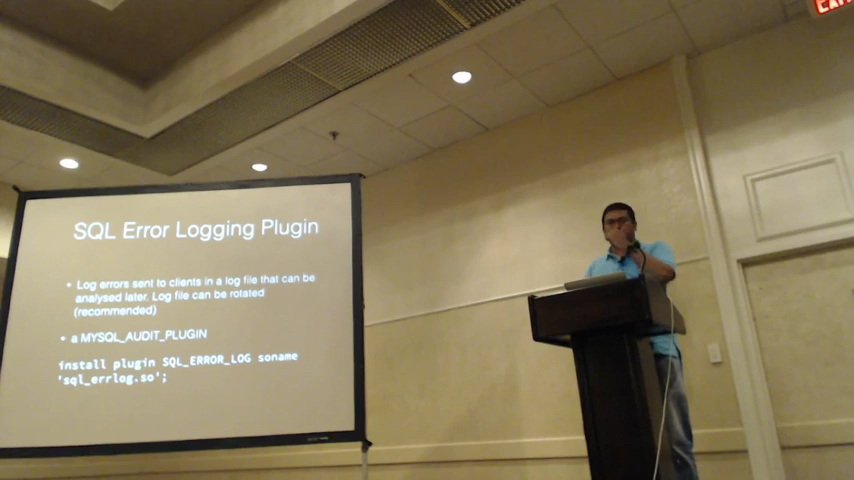 SQL Error Logging Plugin
• Log errors sent to clients in a log file that can be
analysed later. Log file can be rotated
(recommended)
• a MYSQL_AUDIT_PLUGIN
install plugin SQL_ERROR_LOG soname
'sql_errlog.so';